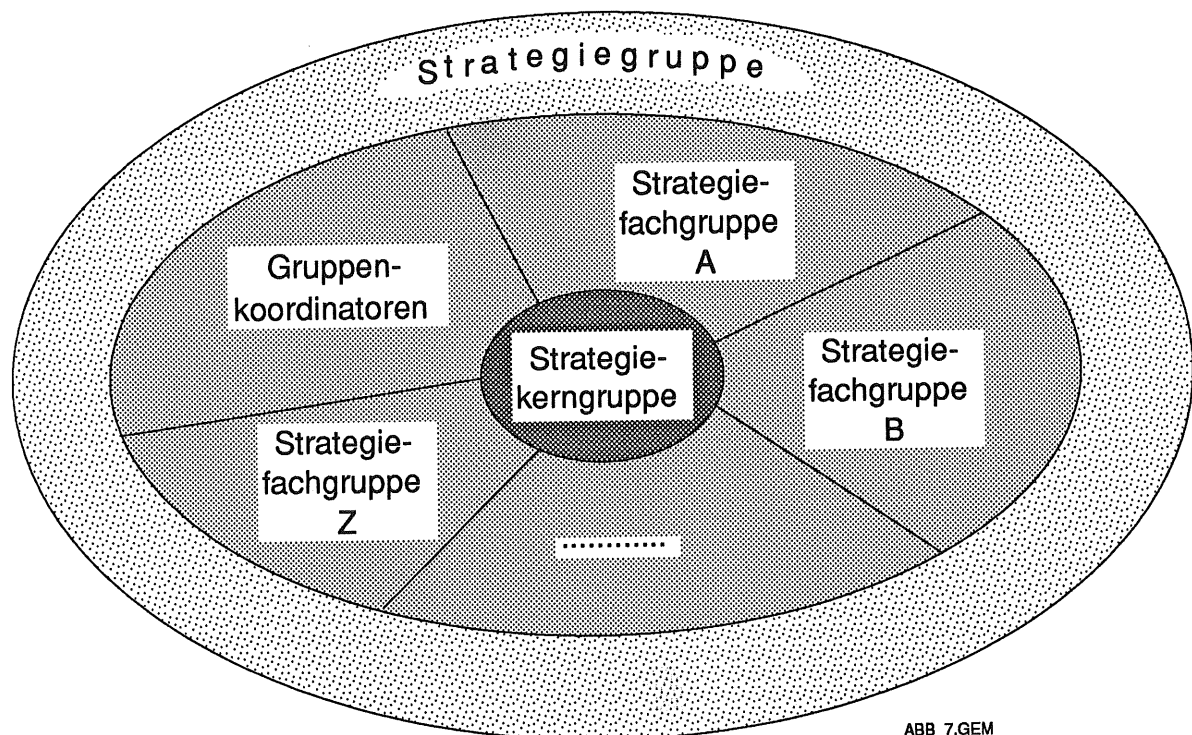 Strategiegruppe
Strategie-
fachgruppe
A
Gruppen-
koordinatoren
Strategie-
kerngruppe
Strategie-
fachgruppe
B
Strategie-
fachgruppe
Z
............
ABB 7.GEM